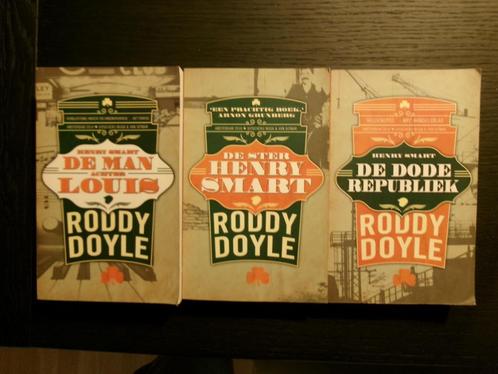 HENRY SMART
DE MAN
ACHTER
LOUIS
RODDY
DOYLE
'EEN PRACHTIG BOEK.'
ARNON GRUNBERG
DE STER
HENRY
SMART
RODDY
DOYLE
HENRY SMART
DE DODE
REPUBLIEK
RODDY
DOYLE